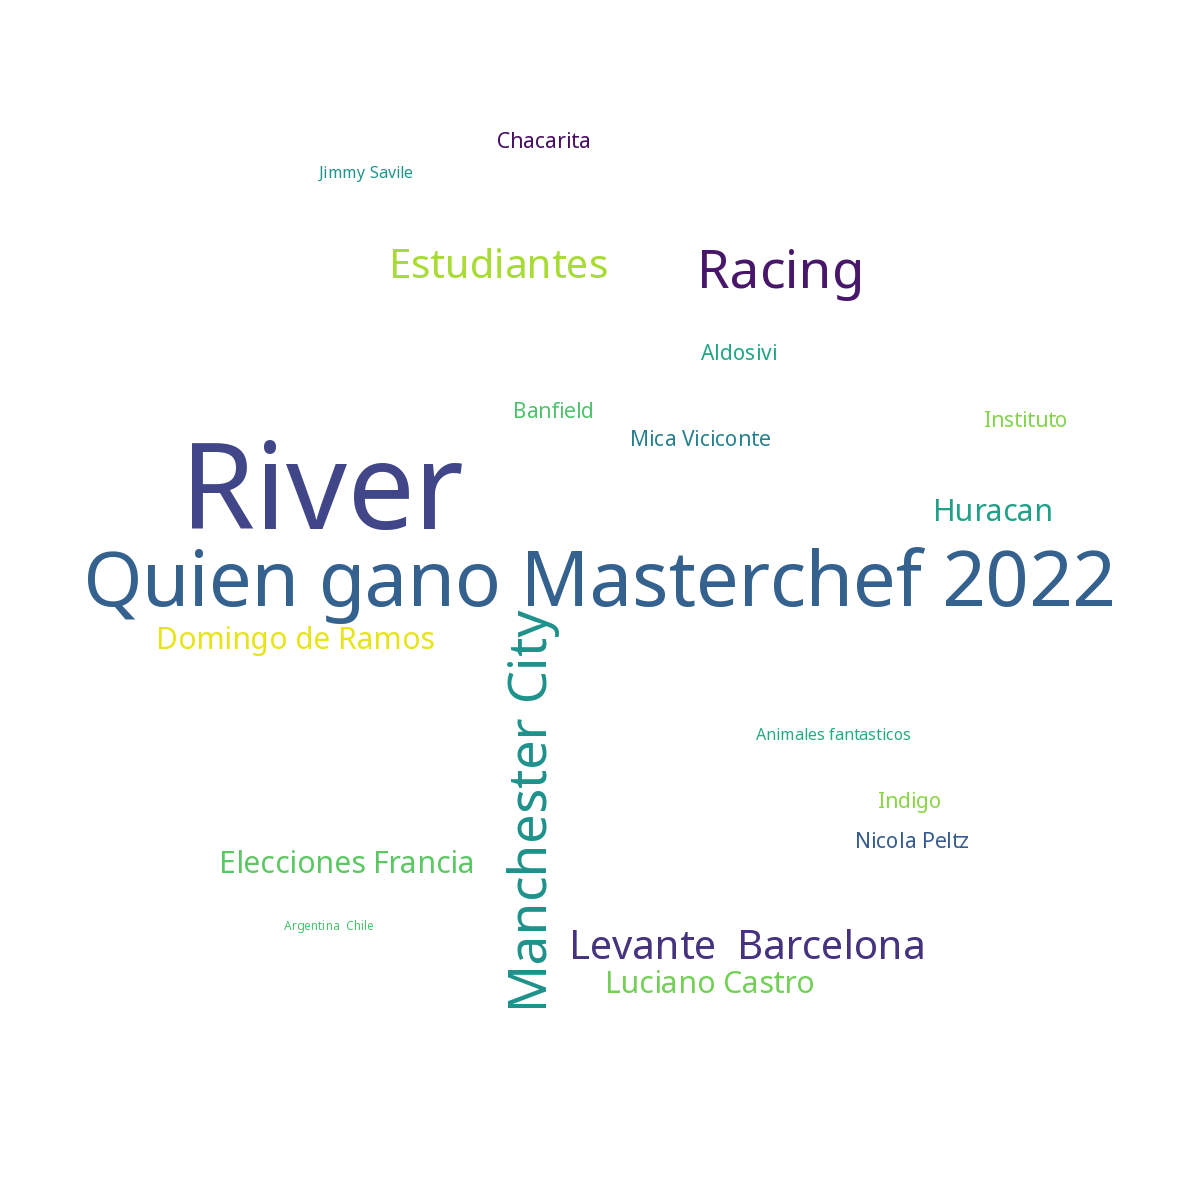 Chacarita
Jimmy Savile
Estudiantes
Racing
Aldosivi
Banfield
Instituto
Mica Viciconte
River
Huracan
Quien gano Masterchef 2022
Domingo de Ramos
Manchester City
Animales fantasticos
Indigo
Nicola Peltz
Elecciones Francia
Argentina  Chile
Levante  Barcelona
Luciano Castro